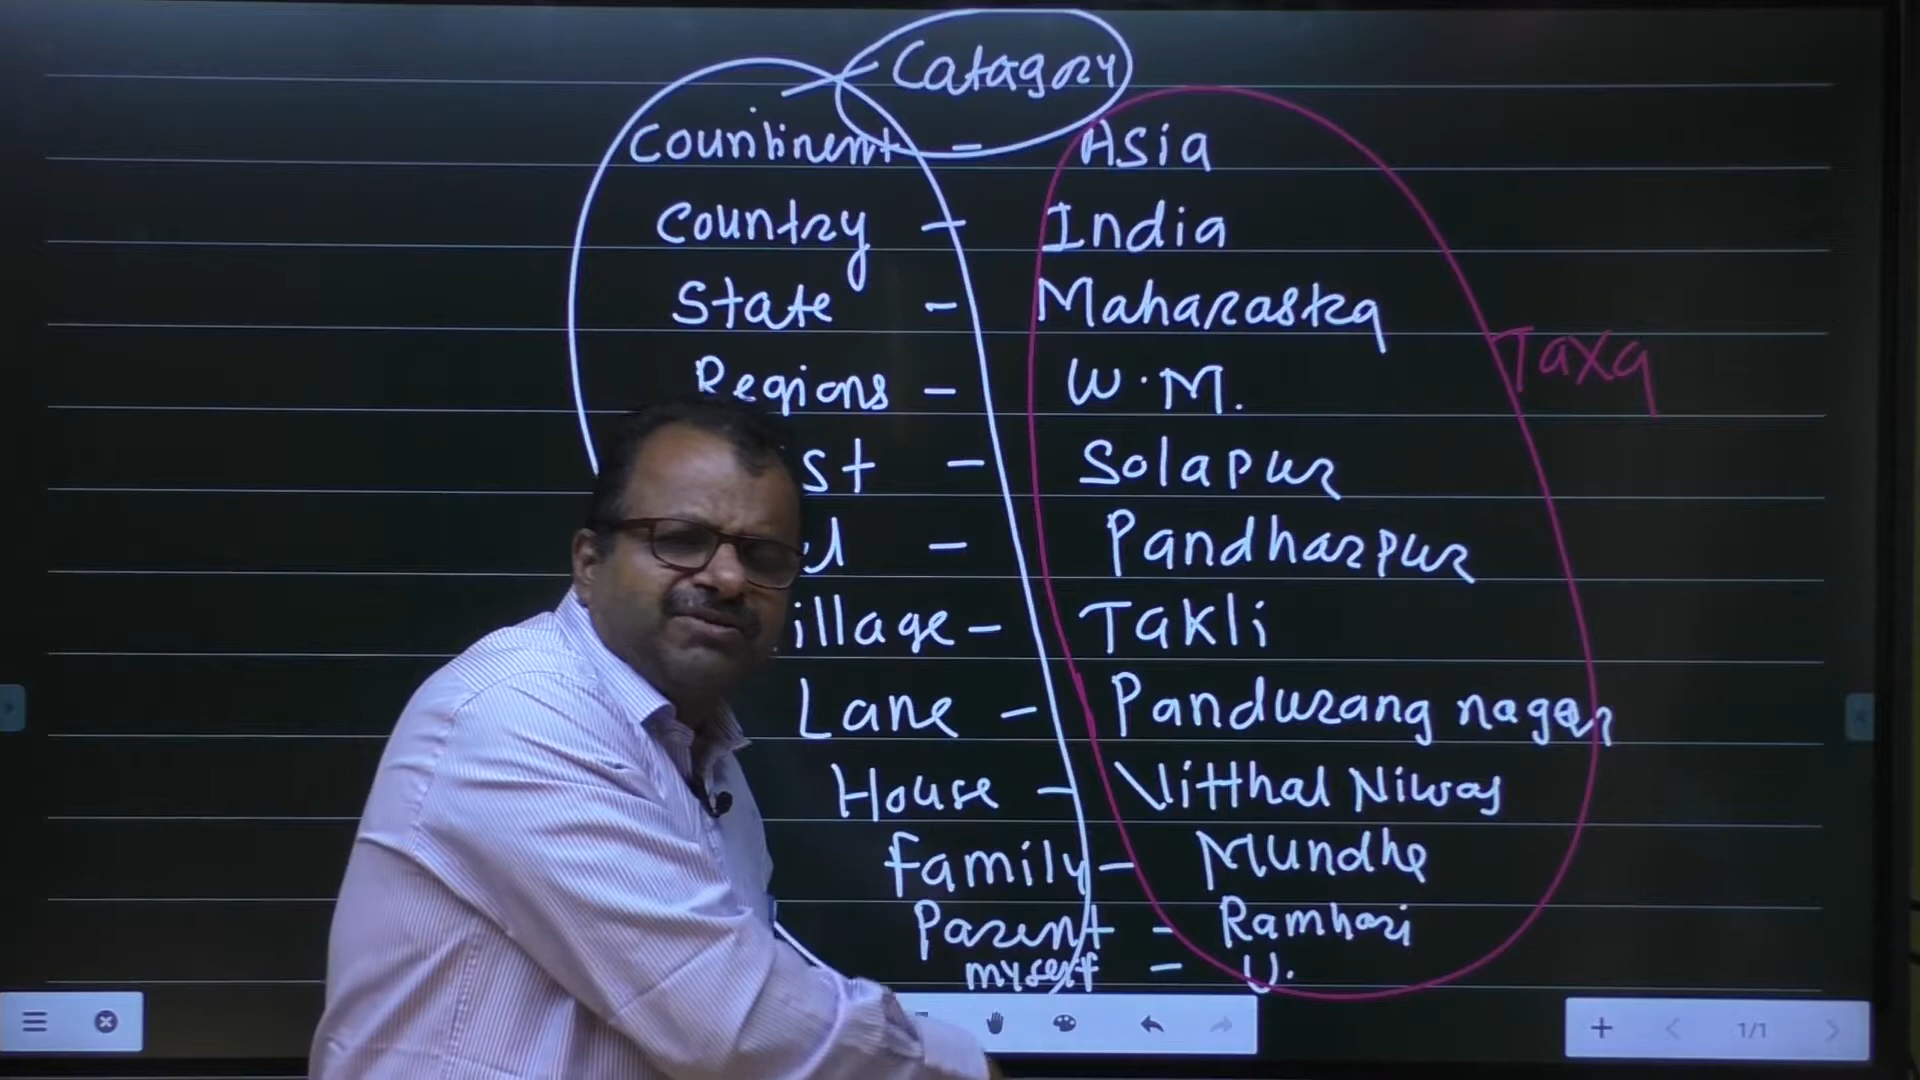 Catagory
Countinent - Asia
Country - India
State - Maharastra
Regions - W.M.
st - Solapur
- Pandharpur
illage - Takli
Lane - Pandurang nagar
House - Vitthal Niwas
Family - Mundhe
Parent - Ramhari
myself - U.
Taxa
1/1